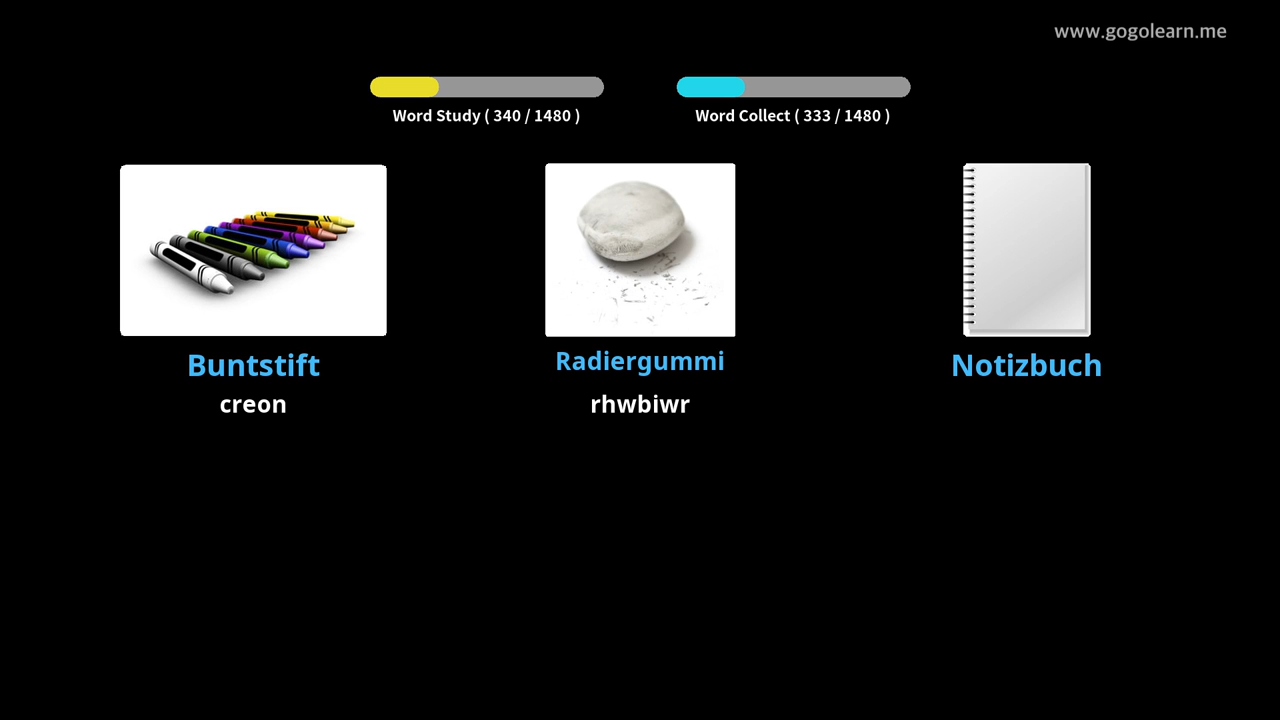 www.gogolearn.me
Word Study ( 340 / 1480 )
Word Collect ( 333 / 1480 )
Buntstift
Radiergummi
Notizbuch
creon
rhwbiwr